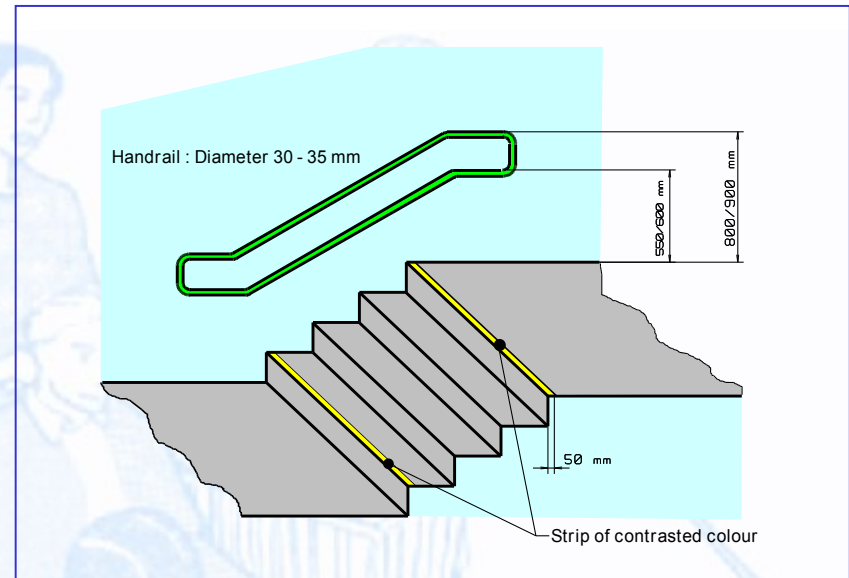 Handrail : Diameter 30 - 35 mm
550/600 mm
800/900 mm
50 mm
Strip of contrasted colour